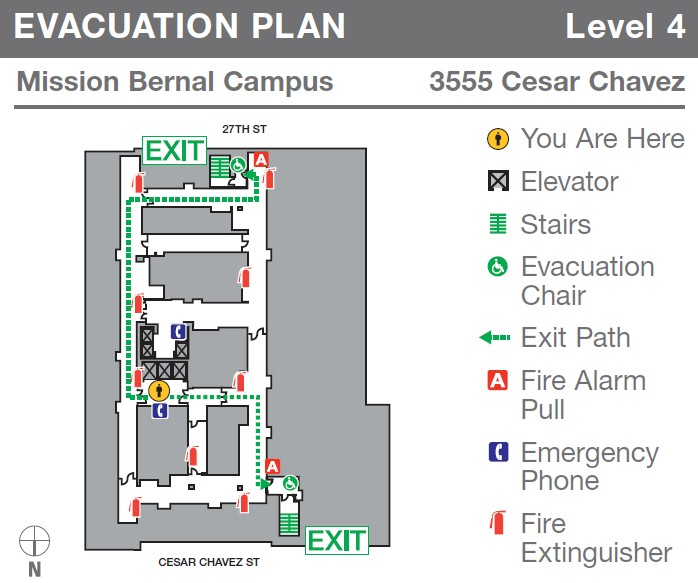 EVACUATION PLAN
Level 4
Mission Bernal Campus
3555 Cesar Chavez
27TH ST
EXIT
A
You Are Here
Elevator
Stairs
Evacuation
Chair
Exit Path
A Fire Alarm
Pull
Emergency
Phone
Fire
Extinguisher
A
EXIT
CESAR CHAVEZ ST
N